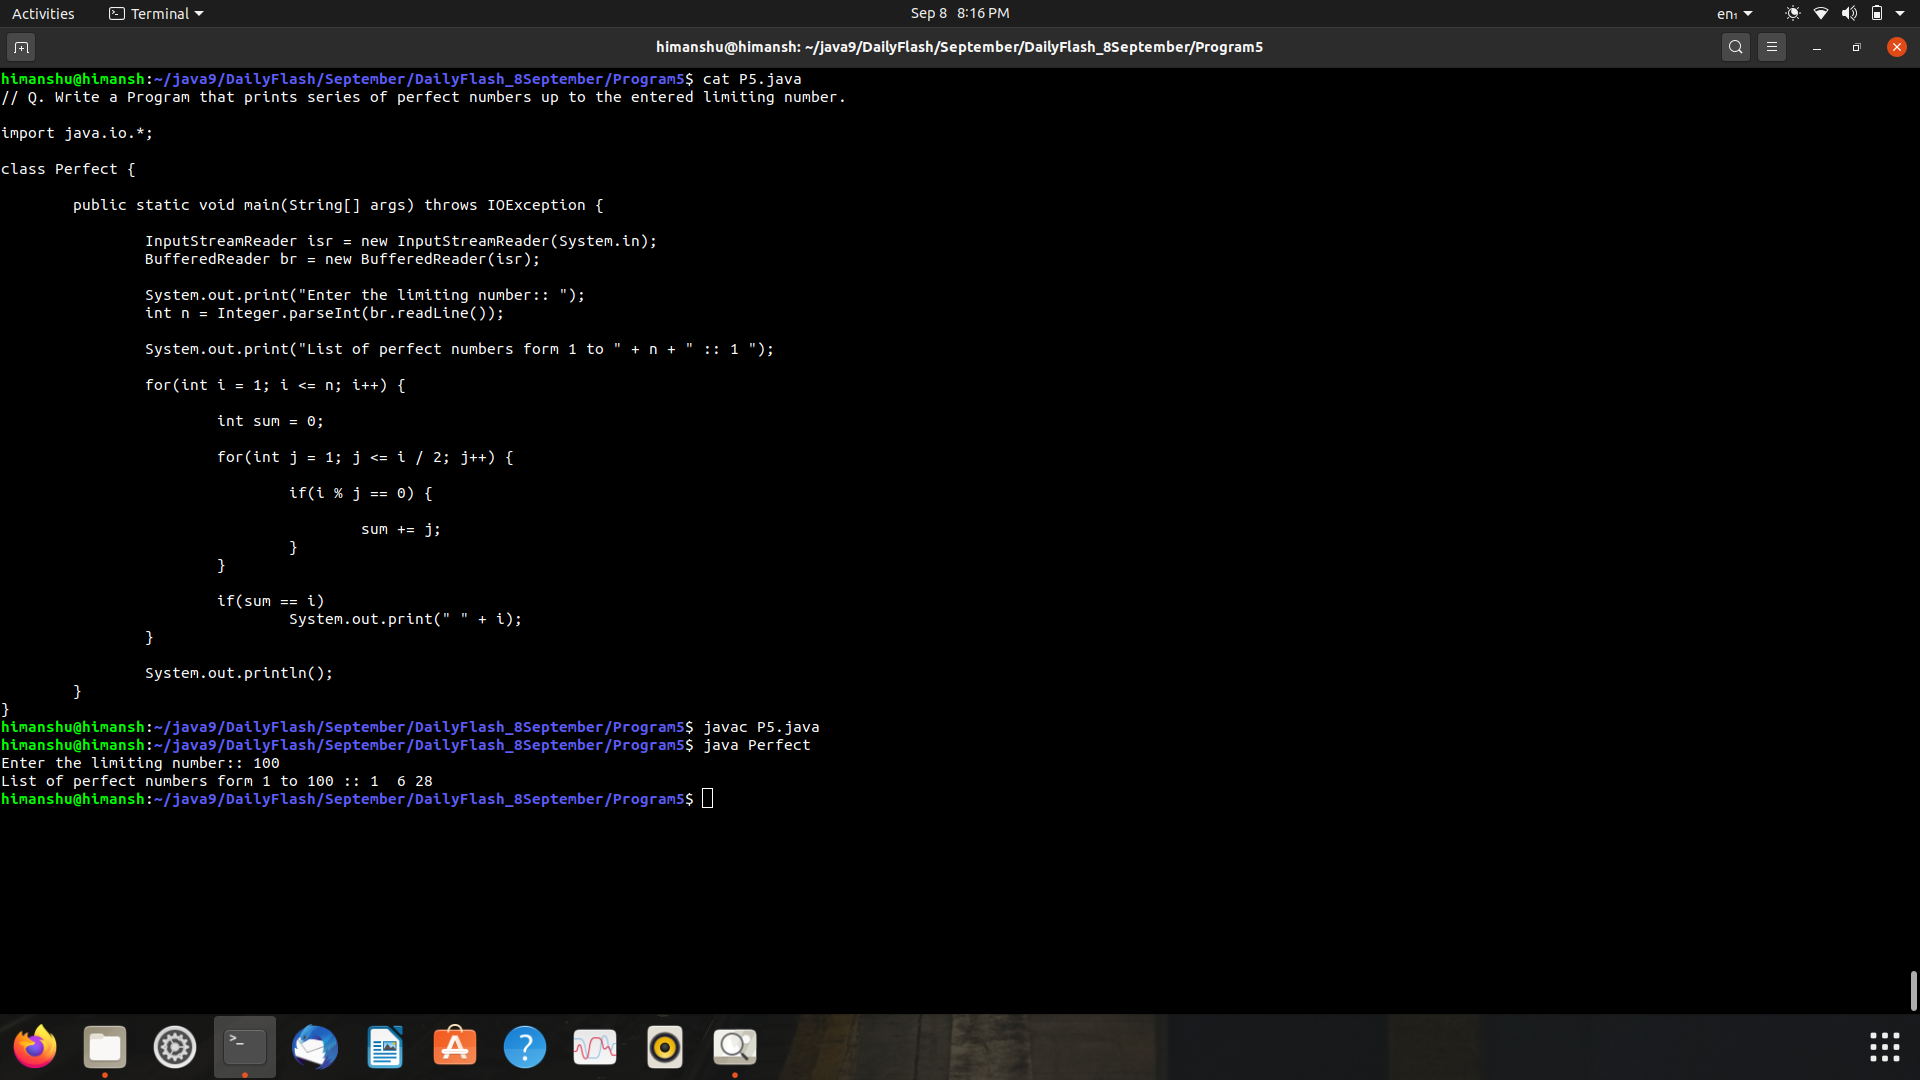 Activities Terminal Sep 8 8:16 PM en₁
himanshu@himansh: ~/java9/DailyFlash/September/DailyFlash_8September/Program5
himanshu@himansh:~/java9/DailyFlash/September/DailyFlash_8September/Program5$ cat P5.java
// Q. Write a Program that prints series of perfect numbers up to the entered limiting number.
import java.io.*;
class Perfect {
public static void main(String[] args) throws IOException {
InputStreamReader isr = new InputStreamReader(System.in);
BufferedReader br = new BufferedReader(isr);
System.out.print("Enter the limiting number:: ");
int n = Integer.parseInt(br.readLine());
System.out.print("List of perfect numbers form 1 to " + n + " :: 1 ");
for(int i = 1; i <= n; i++) {
int sum = 0;
for(int j = 1; j <= i / 2; j++) {
if(i % j == 0) {
sum += j;
}
}
if(sum == i)
System.out.print(" " + i);
}
System.out.println();
}
}
himanshu@himansh:~/java9/DailyFlash/September/DailyFlash_8September/Program5$ javac P5.java
himanshu@himansh:~/java9/DailyFlash/September/DailyFlash_8September/Program5$ java Perfect
Enter the limiting number:: 100
List of perfect numbers form 1 to 100 :: 1  6 28
himanshu@himansh:~/java9/DailyFlash/September/DailyFlash_8September/Program5$